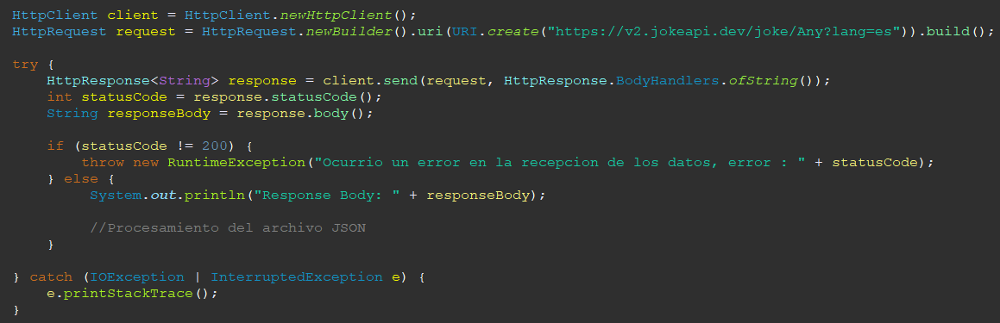 HttpClient client = HttpClient.newHttpClient();
HttpRequest request = HttpRequest.newBuilder().uri(URI.create("https://v2.jokeapi.dev/joke/Any?lang=es")).build();
try {
HttpResponse<String> response = client.send(request, HttpResponse.BodyHandlers.ofString());
int statusCode = response.statusCode();
String responseBody = response.body();
if (statusCode != 200) {
throw new RuntimeException("Ocurrio un error en la recepcion de los datos, error : " + statusCode);
} else {
System.out.println("Response Body: " + responseBody);
//Procesamiento del archivo JSON
}
} catch (IOException | InterruptedException e) {
e.printStackTrace();
}